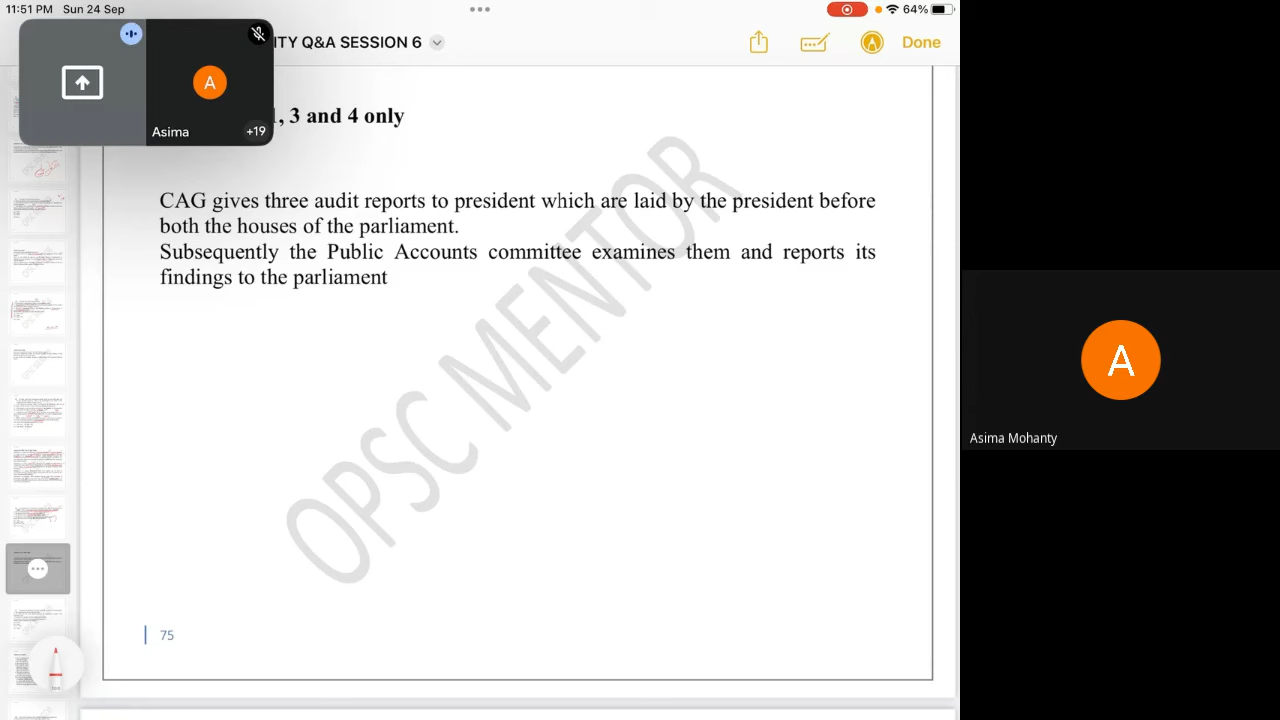 11:51 PM Sun 24 Sep
64%
ITY Q&A SESSION 6
Done
A
Asima
+19
1, 3 and 4 only
CAG gives three audit reports to president which are laid by the president before
both the houses of the parliament.
Subsequently the Public Accounts committee examines them and reports its
findings to the parliament
OPSC MENTOR
75
A
Asima Mohanty